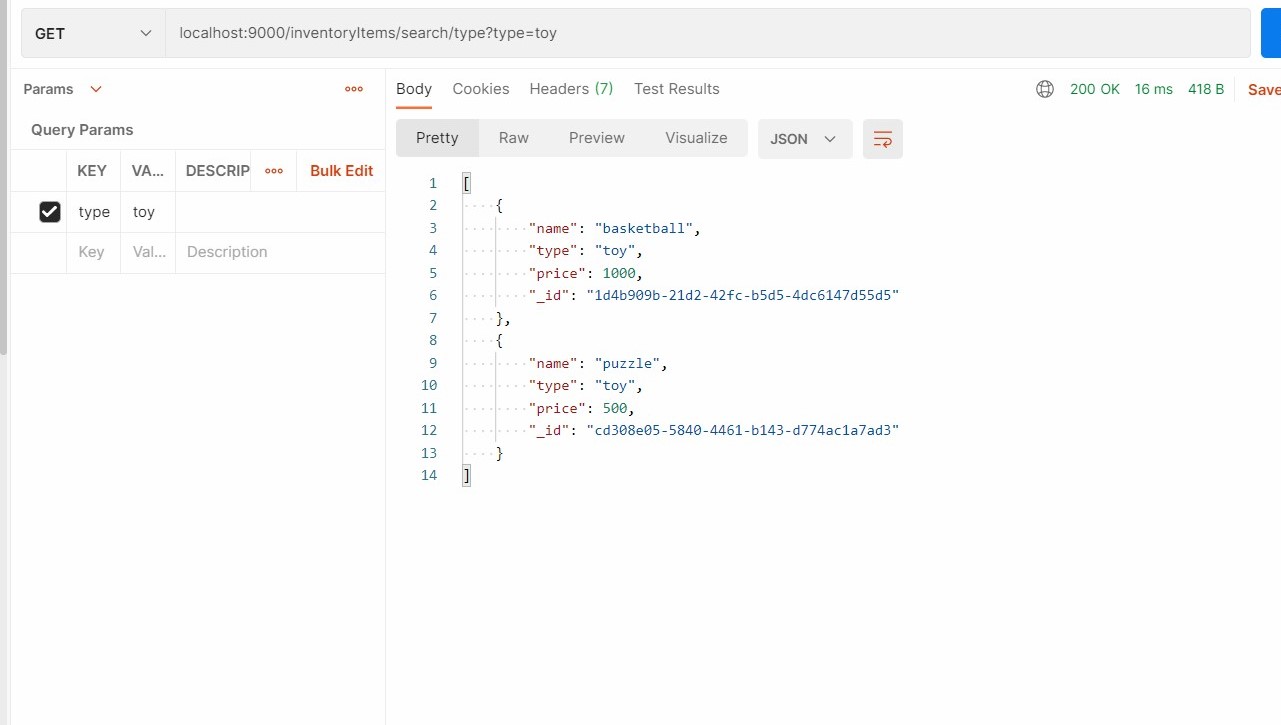 GET localhost:9000/inventoryItems/search/type?type=toy
Params ooo
Body Cookies Headers (7) Test Results 200 OK 16 ms 418 B Save
Query Params
Pretty Raw Preview Visualize JSON
KEY VA... DESCRIP ooo Bulk Edit
type toy
Key Val... Description
1 [
2 {
3 "name": "basketball",
4 "type": "toy",
5 "price": 1000,
6 "_id": "1d4b909b-21d2-42fc-b5d5-4dc6147d55d5"
7 },
8 {
9 "name": "puzzle",
10 "type": "toy",
11 "price": 500,
12 "_id": "cd308e05-5840-4461-b143-d774ac1a7ad3"
13 }
14 ]